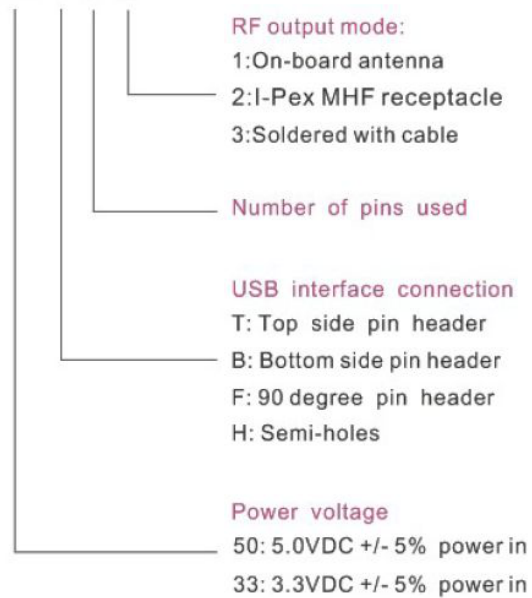 RF output mode:
1:On-board antenna
2:I-Pex MHF receptacle
3:Soldered with cable
Number of pins used
USB interface connection
T: Top side pin header
B: Bottom side pin header
F: 90 degree pin header
H: Semi-holes
Power voltage
50: 5.0VDC +/- 5% power in
33: 3.3VDC +/- 5% power in